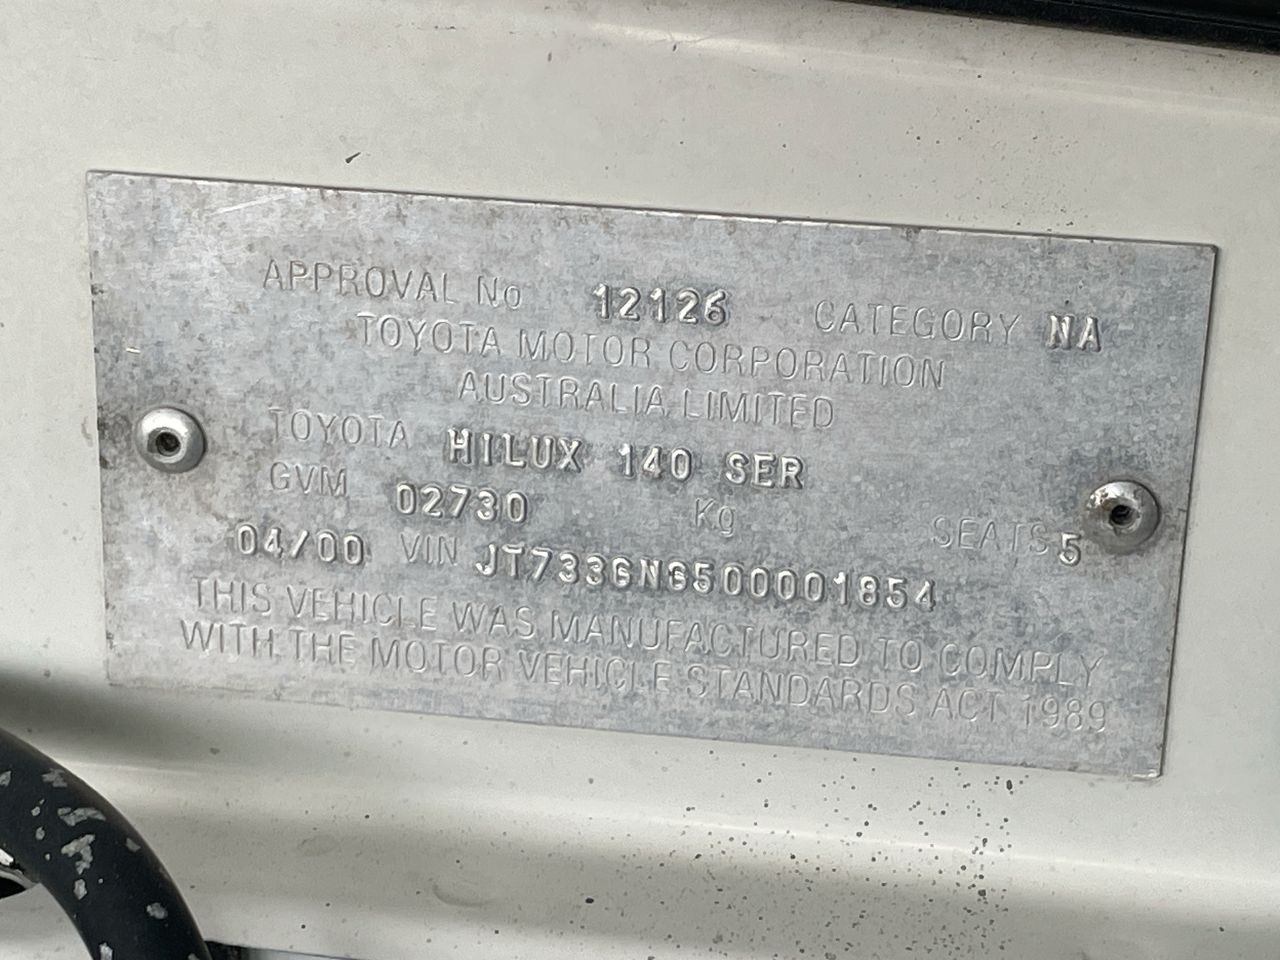 APPROVAL No 12126 CATEGORY NA
TOYOTA MOTOR CORPORATION
AUSTRALIA LIMITED
TOYOTA HILUX 140 SER
GVM 02730 Kg SEATS 5
04/00 VIN JT733GNG500001854
THIS VEHICLE WAS MANUFACTURED TO COMPLY
WITH THE MOTOR VEHICLE STANDARDS ACT 1989